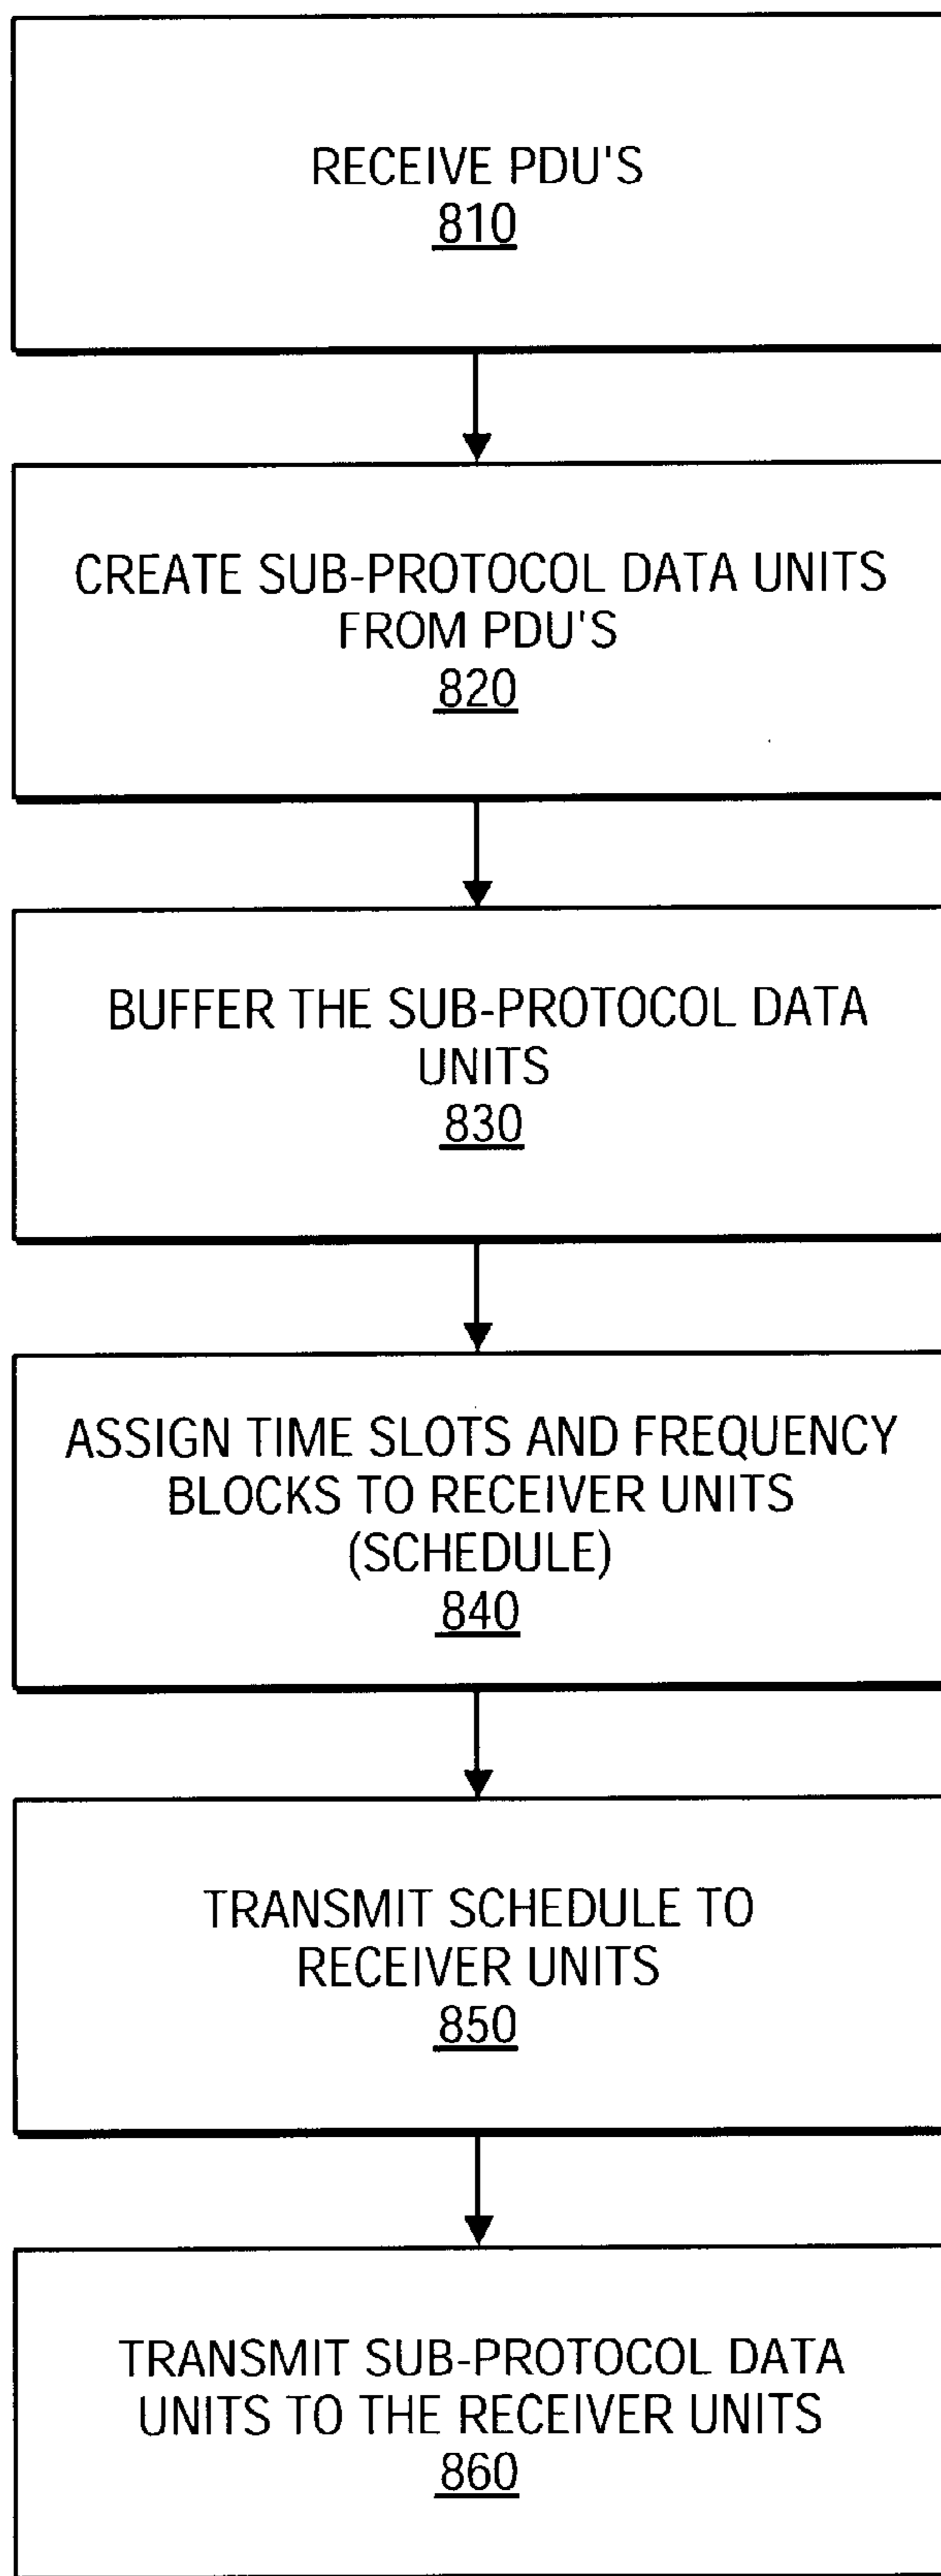 RECEIVE PDU'S
810
CREATE SUB-PROTOCOL DATA UNITS
FROM PDU'S
820
BUFFER THE SUB-PROTOCOL DATA
UNITS
830
ASSIGN TIME SLOTS AND FREQUENCY
BLOCKS TO RECEIVER UNITS
(SCHEDULE)
840
TRANSMIT SCHEDULE TO
RECEIVER UNITS
850
TRANSMIT SUB-PROTOCOL DATA
UNITS TO THE RECEIVER UNITS
860